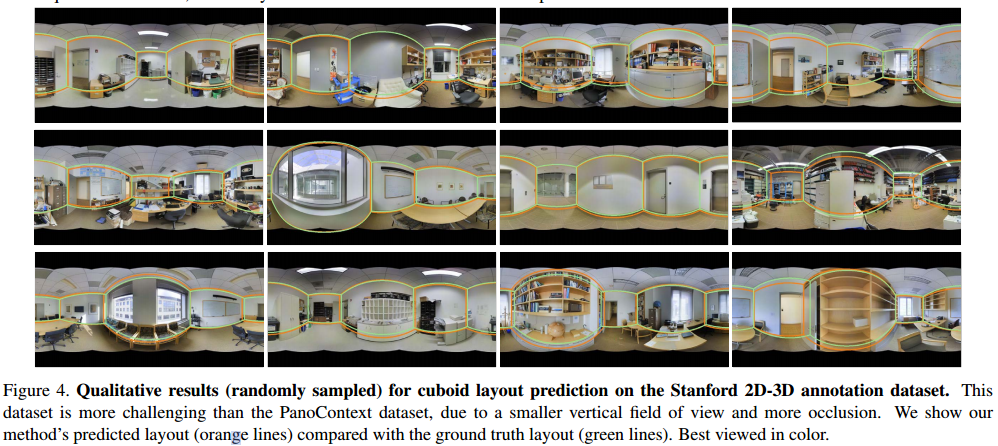 Figure 4. Qualitative results (randomly sampled) for cuboid layout prediction on the Stanford 2D-3D annotation dataset. This
dataset is more challenging than the PanoContext dataset, due to a smaller vertical field of view and more occlusion. We show our
method's predicted layout (orange lines) compared with the ground truth layout (green lines). Best viewed in color.